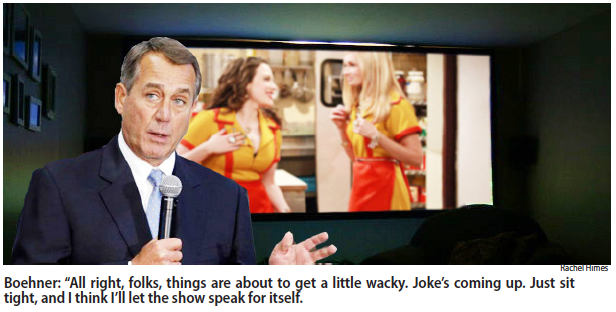 Rachel Himes
Boehner: “All right, folks, things are about to get a little wacky. Joke’s coming up. Just sit
tight, and I think I’ll let the show speak for itself.